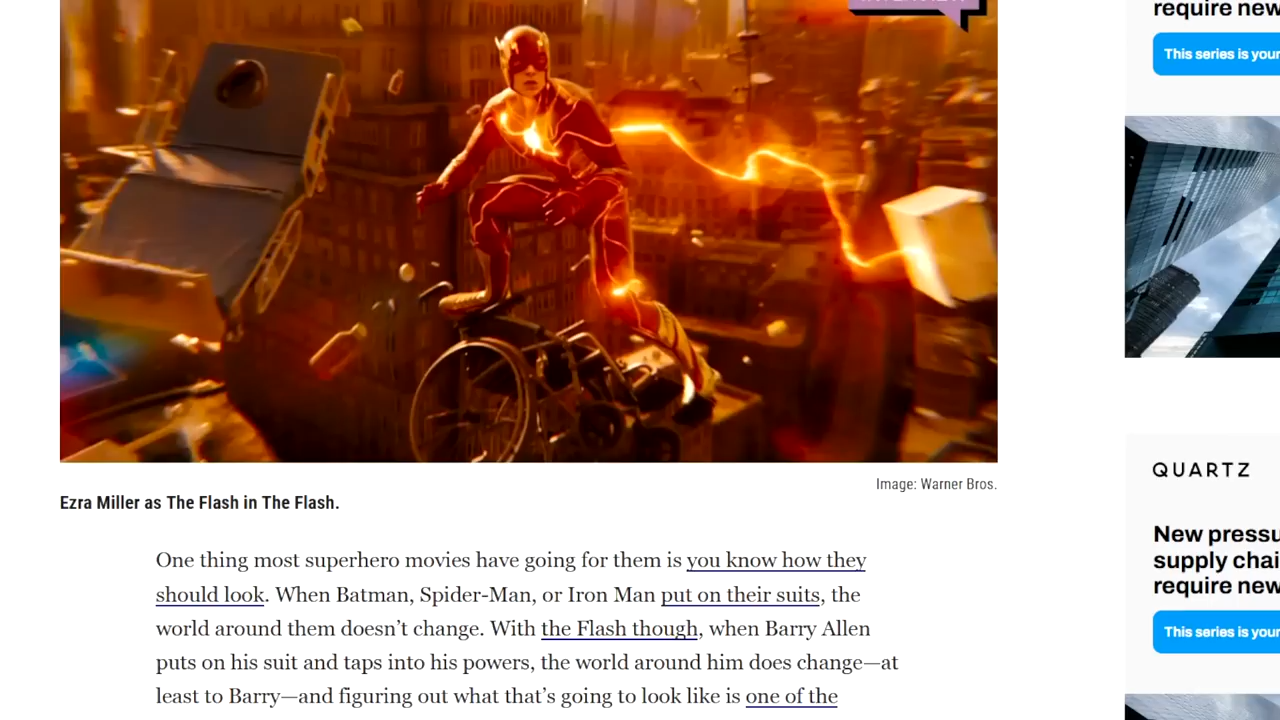 require new
This series is your
Image: Warner Bros.
Ezra Miller as The Flash in The Flash.
One thing most superhero movies have going for them is you know how they
should look. When Batman, Spider-Man, or Iron Man put on their suits, the
world around them doesn’t change. With the Flash though, when Barry Allen
puts on his suit and taps into his powers, the world around him does change—at
least to Barry—and figuring out what that’s going to look like is one of the
QUARTZ
New pressu
supply chai
require new
This series is your